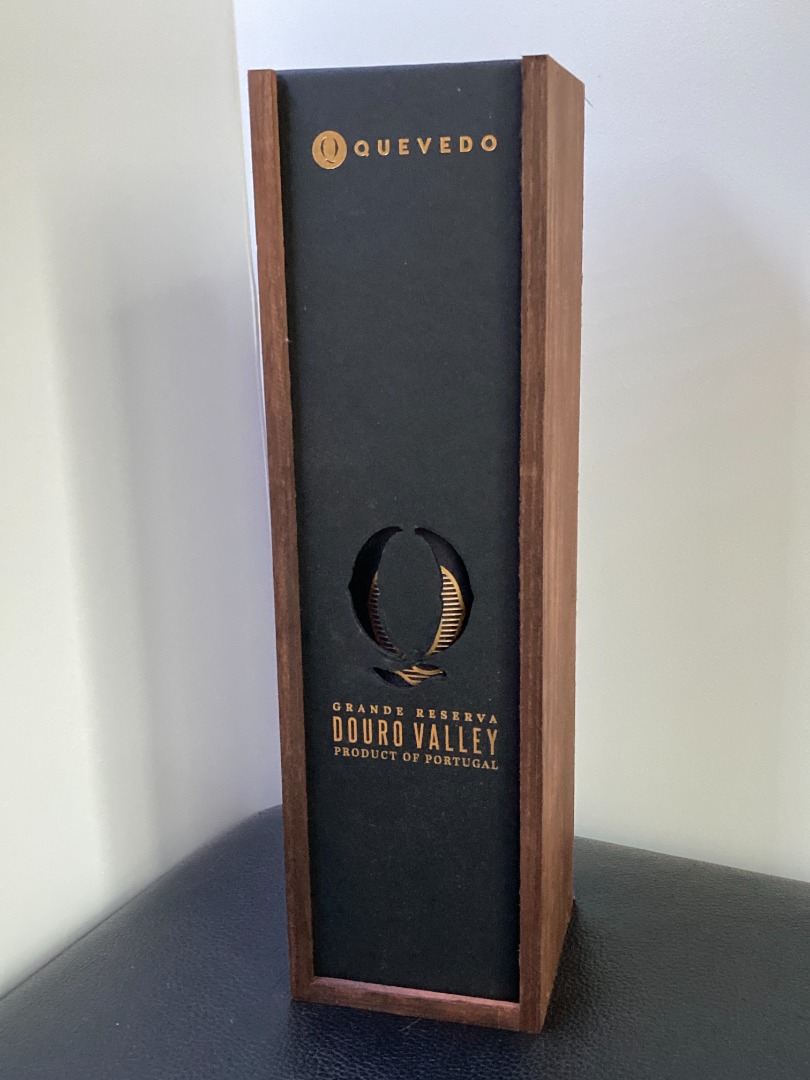 Q QUEVEDO
Q
GRANDE RESERVA
DOURO VALLEY
PRODUCT OF PORTUGAL